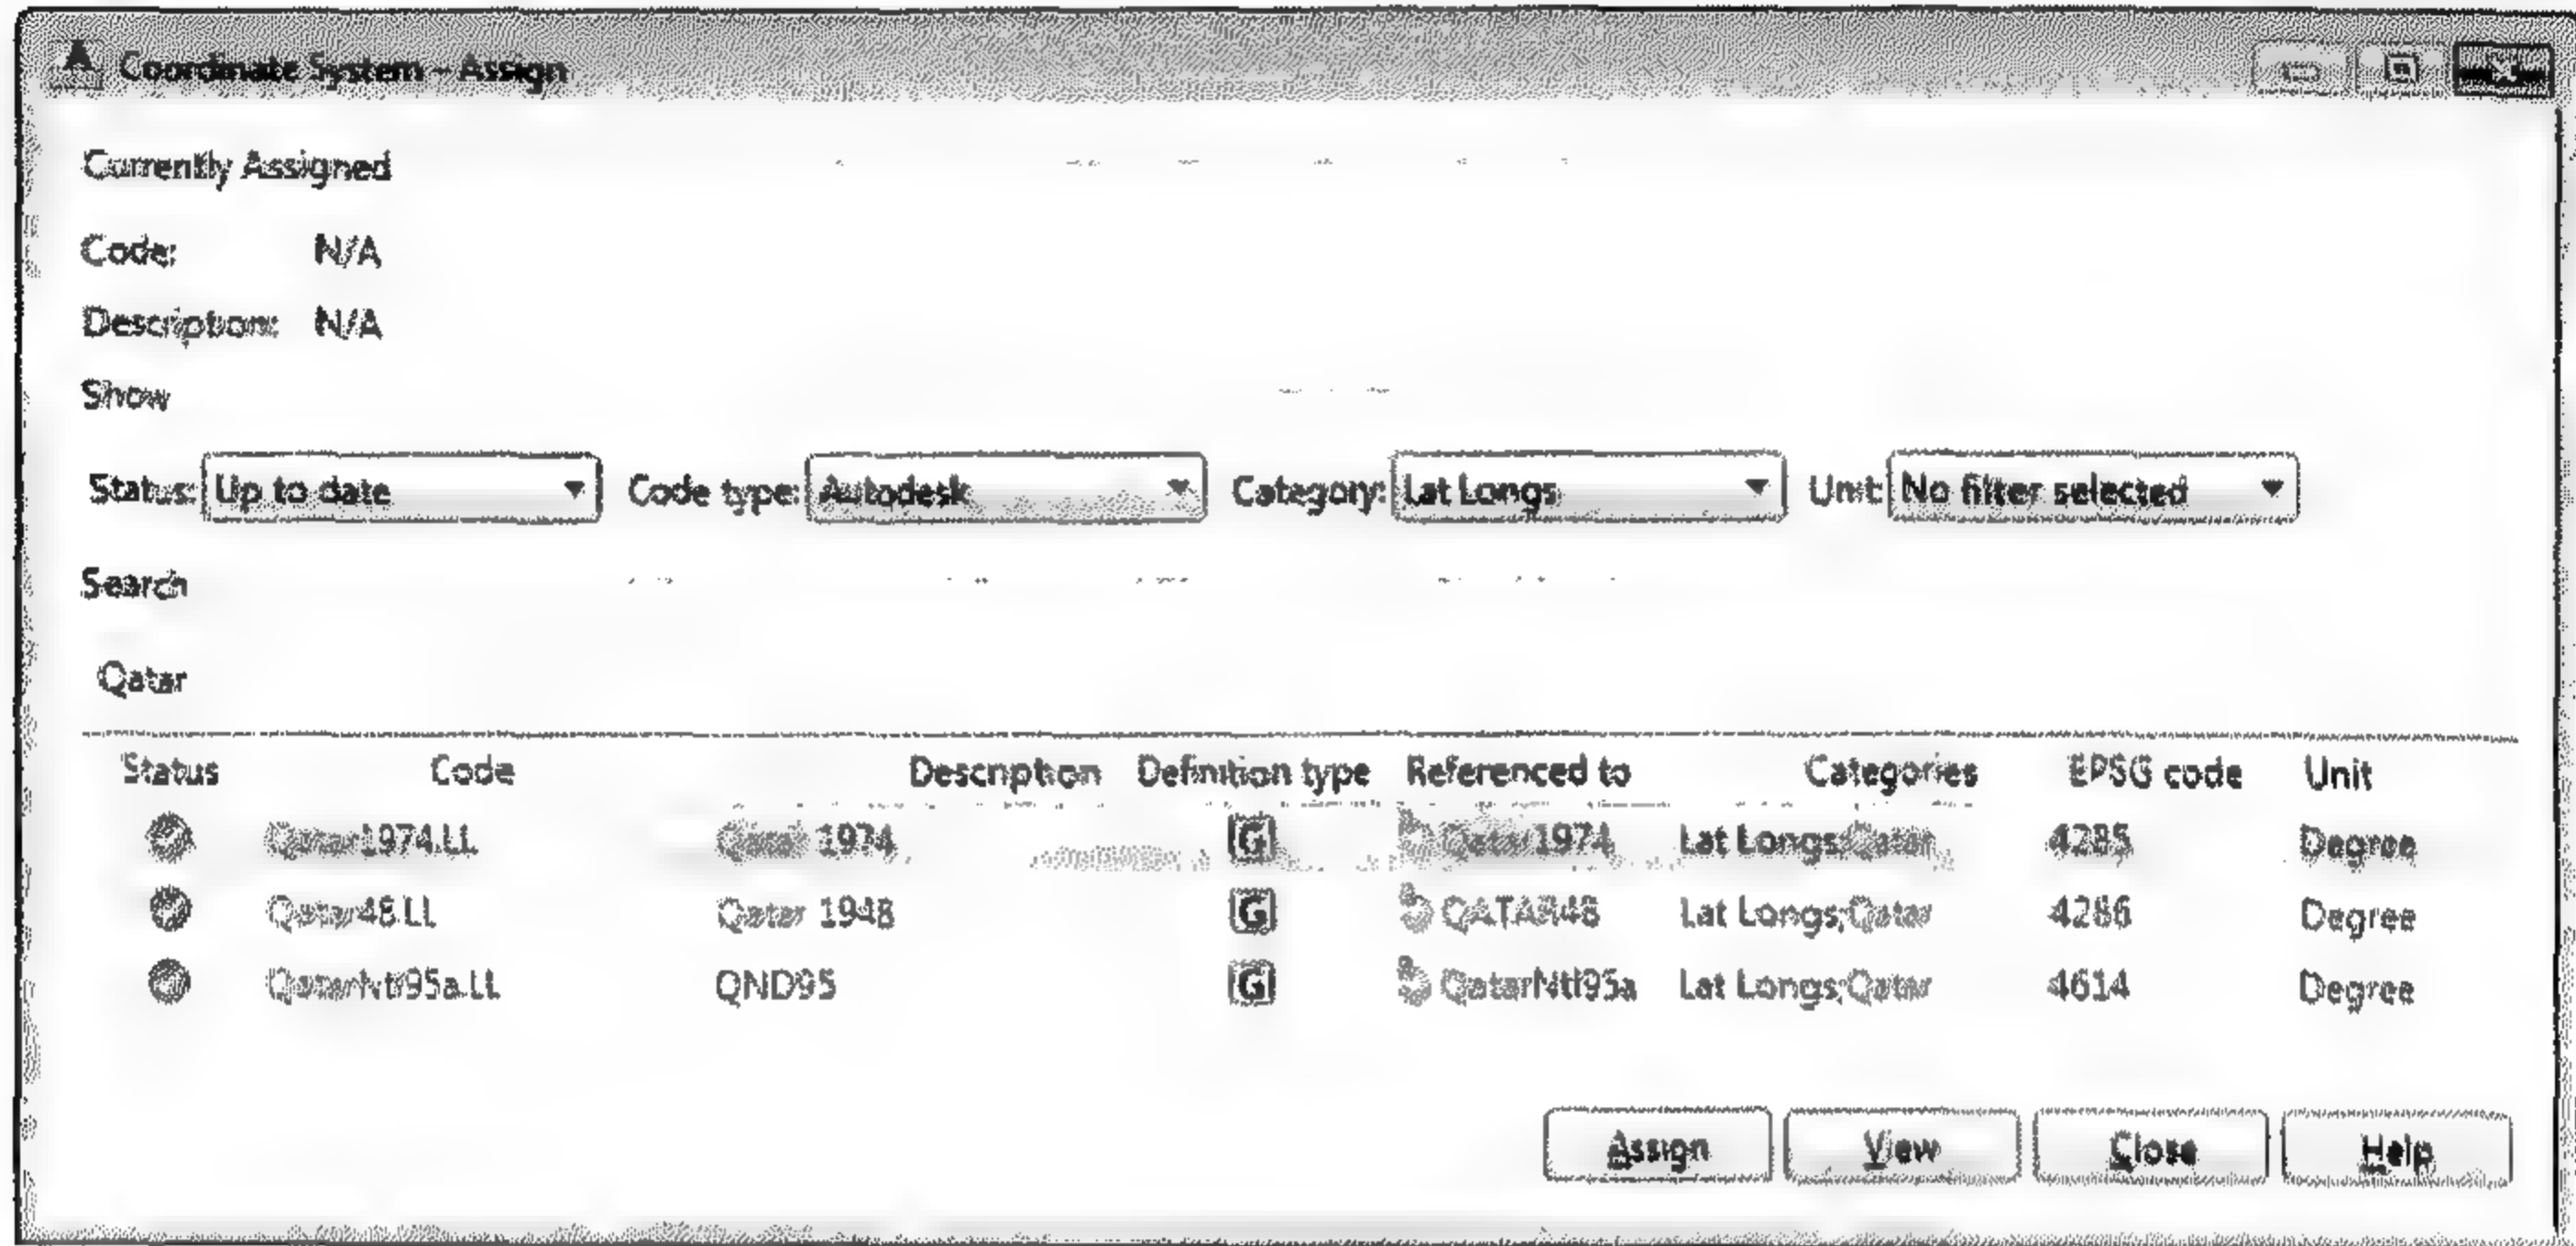 Coordinate System - Assign
Currently Assigned
Code: N/A
Description: N/A
Show
Status: Up to date Code type: Autodesk Category: Lat Longs Unit: No filter selected
Search
Qatar
Status Code Description Definition type Referenced to Categories EPSG code Unit
Qatar1974.LL Qatar 1974 G Qatar1974 Lat Longs;Qatar 4285 Degree
Qatar48.LL Qatar 1948 G QATAR48 Lat Longs;Qatar 4286 Degree
QatarNtl95a.LL QND95 G QatarNtl95a Lat Longs;Qatar 4614 Degree
Assign View Close Help